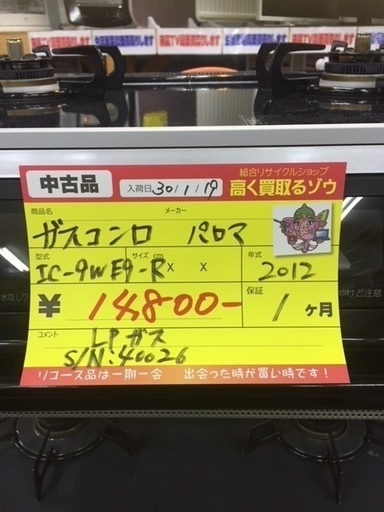 中古品 入荷日 30/1/19 総合リサイクルショップ
高く買取るゾウ
商品名 メーカー
ガスコンロ パロマ
型式 サイズcm 年式
IC-9WE9-R X X 2012
¥ 14800- 保証 1 ヶ月
コメント
LPガス
S/N:40026
リユース品は一期一会 出会った時が買い時です!